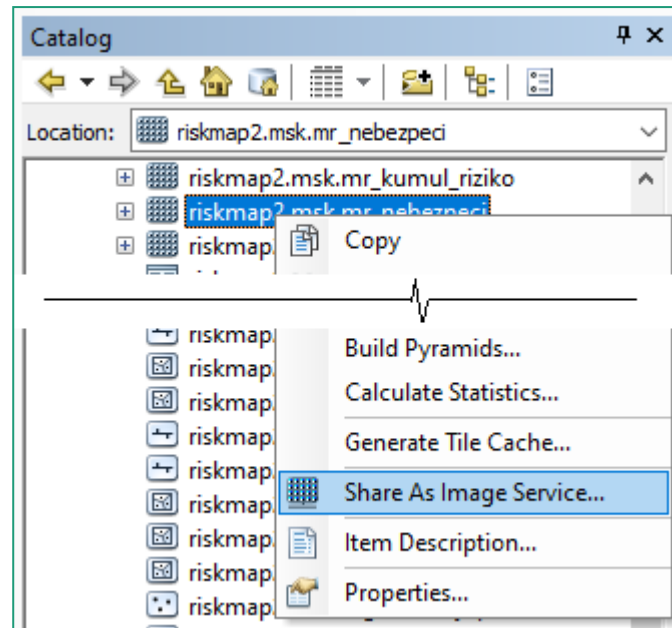 Catalog
Location: riskmap2.msk.mr_nebezpeci
riskmap2.msk.mr_kumul_riziko
riskmap2.msk.mr_nebezpeci
riskmap.
Copy
riskmap.
Build Pyramids...
riskmap.
Calculate Statistics...
riskmap.
riskmap.
Generate Tile Cache...
riskmap.
riskmap.
Share As Image Service...
riskmap.
Item Description...
riskmap.
Properties...
riskmap